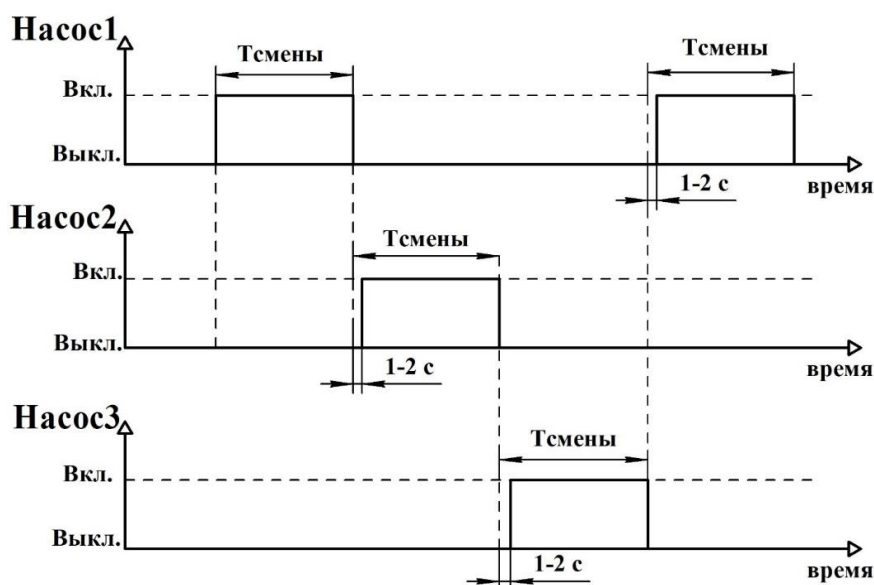 Насос1
Тсмены
Тсмены
Вкл.
Выкл.
время
1-2 с
Насос2
Тсмены
Вкл.
Выкл.
время
1-2 с
Насос3
Тсмены
Вкл.
Выкл.
время
1-2 с